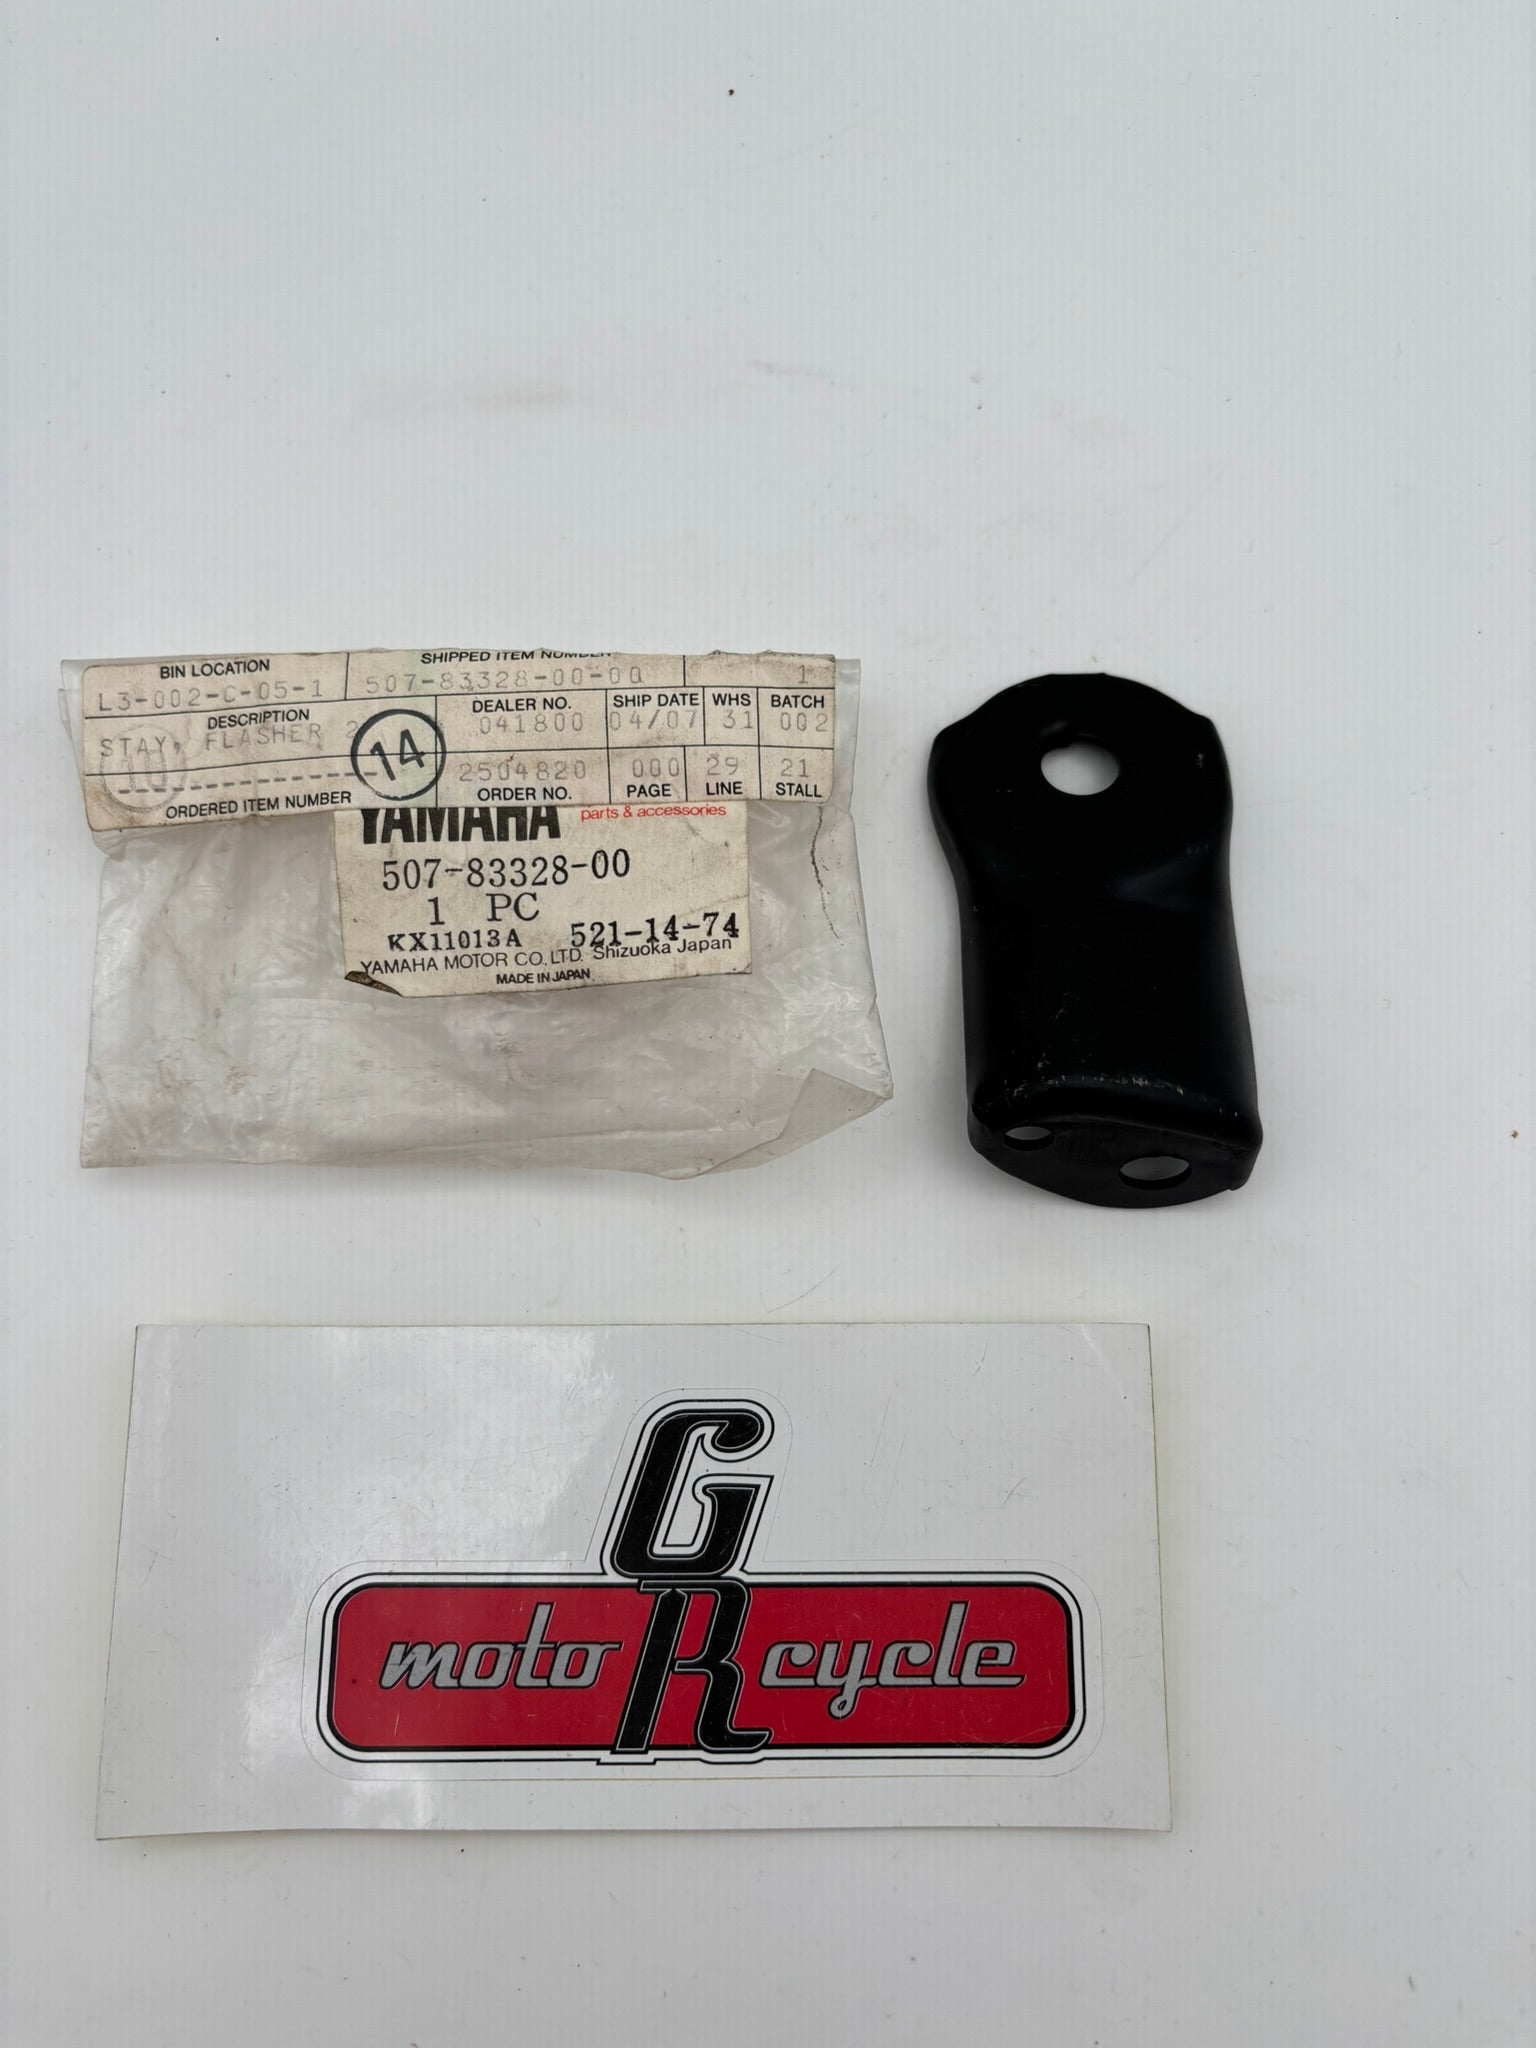 BIN LOCATION SHIPPED ITEM NUMBER
L3-002-C-05-1 507-83328-00-00 1
DESCRIPTION DEALER NO. SHIP DATE WHS BATCH
STAY, FLASHER 2 041800 04/07 31 002
14
10
2504820 000 29 21
ORDERED ITEM NUMBER ORDER NO. PAGE LINE STALL
YAMAHA parts & accessories
507-83328-00
1 PC
KX11013A 521-14-74
YAMAHA MOTOR CO., LTD. Shizuoka Japan
MADE IN JAPAN
G
motoRcycle